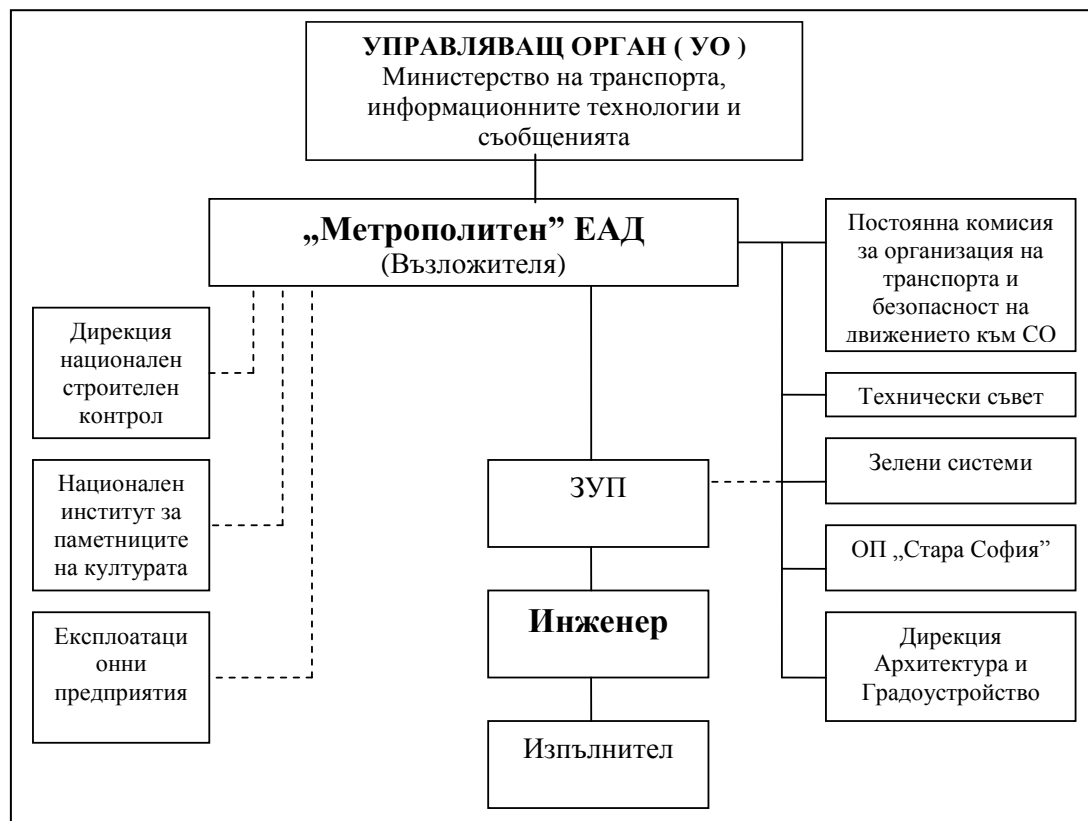 УПРАВЛЯВАЩ ОРГАН ( УО )
Министерство на транспорта,
информационните технологии и
съобщенията
„Метрополитен” ЕАД
(Възложителя)
Постоянна комисия
за организация на
транспорта и
безопасност на
движението към СО
Дирекция
национален
строителен
контрол
Технически съвет
Зелени системи
Национален
институт за
паметниците
на културата
ЗУП
ОП „Стара София”
Експлоатаци
онни
предприятия
Инженер
Дирекция
Архитектура и
Градоустройство
Изпълнител